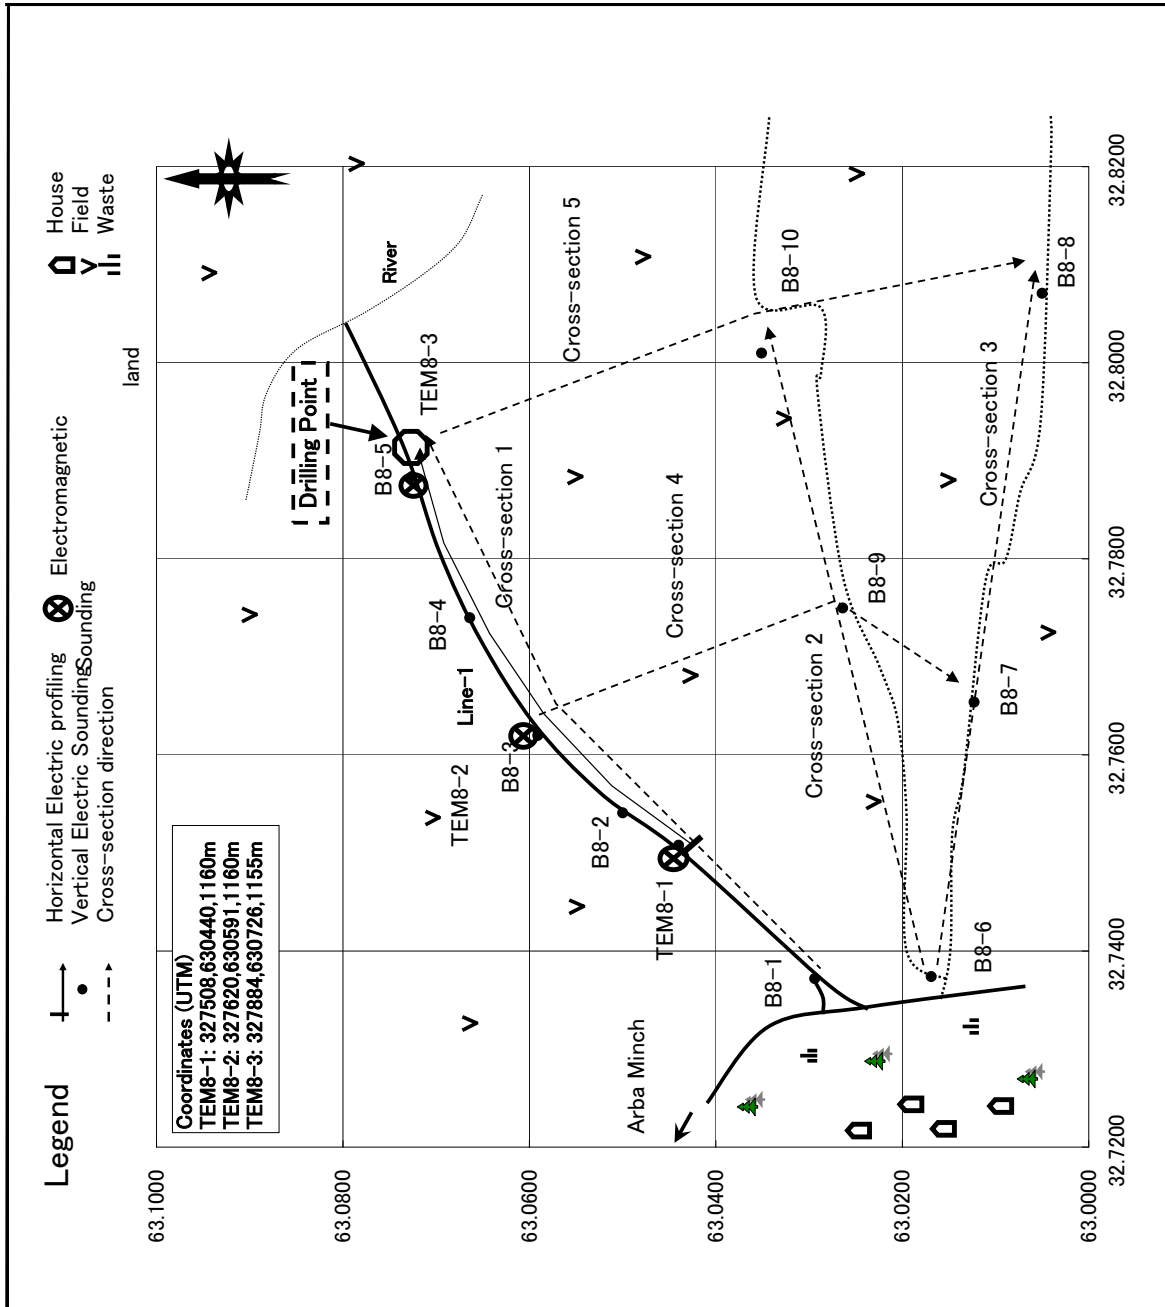 Legend
Horizontal Electric profiling
Vertical Electric Sounding
Cross-section direction
Electromagnetic
Sounding
House
Field
Waste
land
Coordinates (UTM)
TEM8-1: 327508,630440,1160m
TEM8-2: 327620,630591,1160m
TEM8-3: 327884,630726,1155m
63.1000
63.0800
63.0600
63.0400
63.0200
63.0000
32.7200
32.7400
32.7600
32.7800
32.8000
32.8200
River
Drilling Point
TEM8-3
B8-5
Cross-section 1
B8-4
Line-1
B8-3
TEM8-2
B8-2
TEM8-1
B8-1
Arba Minch
Cross-section 5
Cross-section 4
B8-10
B8-9
Cross-section 2
Cross-section 3
B8-8
B8-7
B8-6